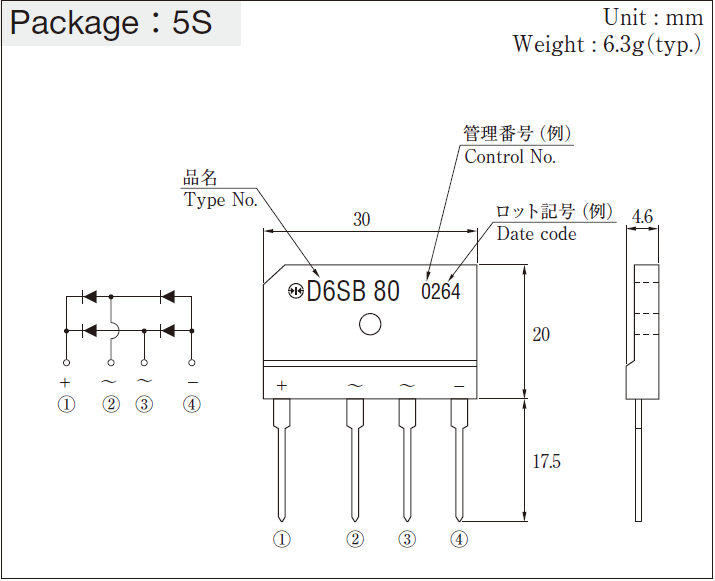 Package：5S
Unit : mm
Weight : 6.3g(typ.)
管理番号 (例)
Control No.
品名
Type No.
ロット記号 (例)
Date code
30
4.6
D6SB 80 0264
20
+ ～ ～ −
+ ～ ～ −
① ② ③ ④
17.5
① ② ③ ④